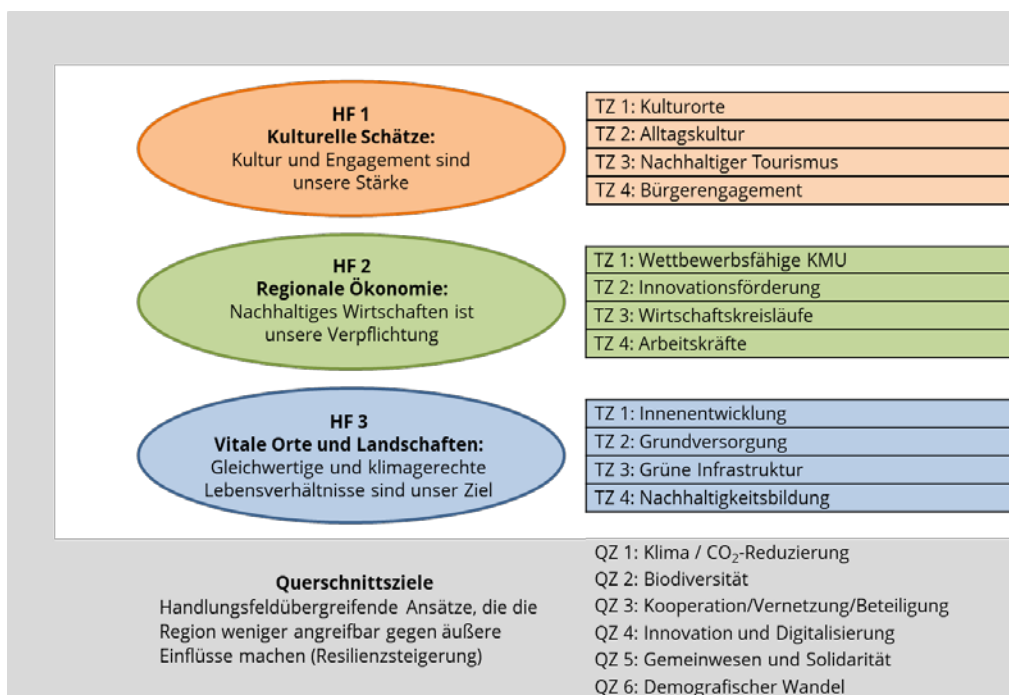 HF 1
Kulturelle Schätze:
Kultur und Engagement sind
unsere Stärke
TZ 1: Kulturorte
TZ 2: Alltagskultur
TZ 3: Nachhaltiger Tourismus
TZ 4: Bürgerengagement
HF 2
Regionale Ökonomie:
Nachhaltiges Wirtschaften ist
unsere Verpflichtung
TZ 1: Wettbewerbsfähige KMU
TZ 2: Innovationsförderung
TZ 3: Wirtschaftskreisläufe
TZ 4: Arbeitskräfte
HF 3
Vitale Orte und Landschaften:
Gleichwertige und klimagerechte
Lebensverhältnisse sind unser Ziel
TZ 1: Innenentwicklung
TZ 2: Grundversorgung
TZ 3: Grüne Infrastruktur
TZ 4: Nachhaltigkeitsbildung
Querschnittsziele
Handlungsfeldübergreifende Ansätze, die die
Region weniger angreifbar gegen äußere
Einflüsse machen (Resilienzsteigerung)
QZ 1: Klima / CO₂-Reduzierung
QZ 2: Biodiversität
QZ 3: Kooperation/Vernetzung/Beteiligung
QZ 4: Innovation und Digitalisierung
QZ 5: Gemeinwesen und Solidarität
QZ 6: Demografischer Wandel